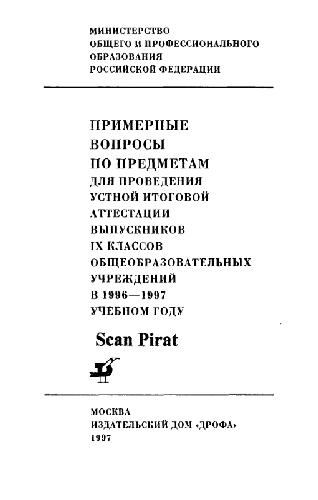 МИНИСТЕРСТВО
ОБЩЕГО И ПРОФЕССИОНАЛЬНОГО
ОБРАЗОВАНИЯ
РОССИЙСКОЙ ФЕДЕРАЦИИ
ПРИМЕРНЫЕ
ВОПРОСЫ
ПО ПРЕДМЕТАМ
ДЛЯ ПРОВЕДЕНИЯ
УСТНОЙ ИТОГОВОЙ
АТТЕСТАЦИИ
ВЫПУСКНИКОВ
IX КЛАССОВ
ОБЩЕОБРАЗОВАТЕЛЬНЫХ
УЧРЕЖДЕНИЙ
В 1996—1997
УЧЕБНОМ ГОДУ
Scan Pirat
МОСКВА
ИЗДАТЕЛЬСКИЙ ДОМ «ДРОФА»
1997